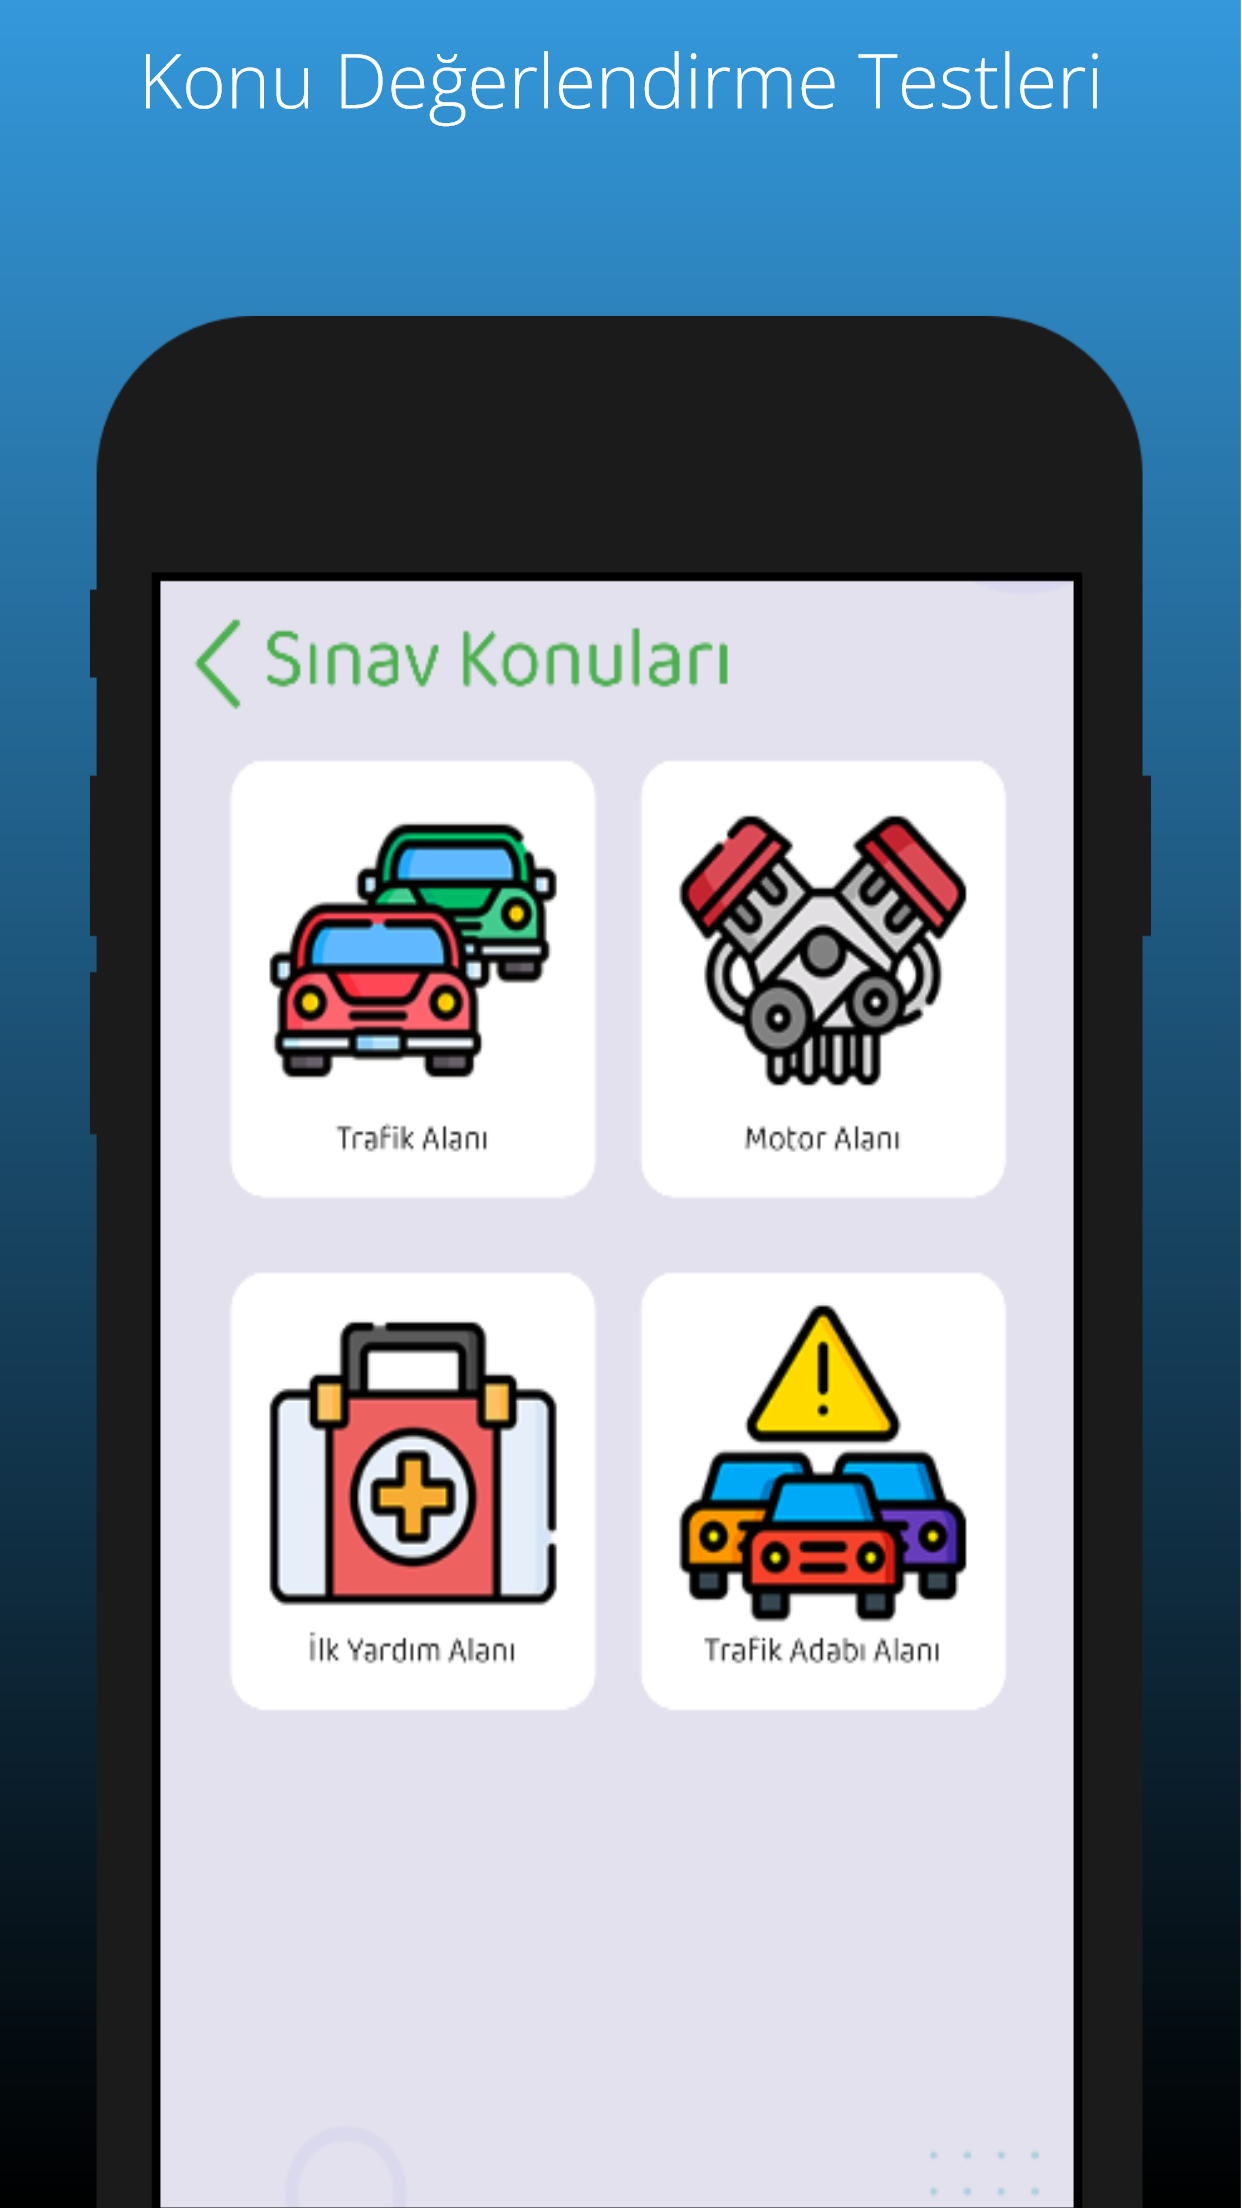 Konu Değerlendirme Testleri
Sınav Konuları
Trafik Alanı
Motor Alanı
İlk Yardım Alanı
Trafik Adabı Alanı